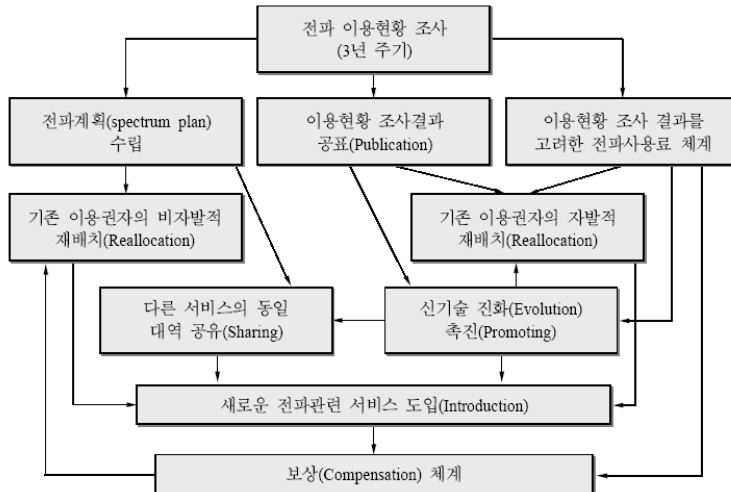 전파 이용현황 조사
(3년 주기)
전파계획(spectrum plan)
수립
이용현황 조사결과
공표(Publication)
이용현황 조사 결과를
고려한 전파사용료 체계
기존 이용권자의 비자발적
재배치(Reallocation)
기존 이용권자의 자발적
재배치(Reallocation)
다른 서비스의 동일
대역 공유(Sharing)
신기술 진화(Evolution)
촉진(Promoting)
새로운 전파관련 서비스 도입(Introduction)
보상(Compensation) 체계